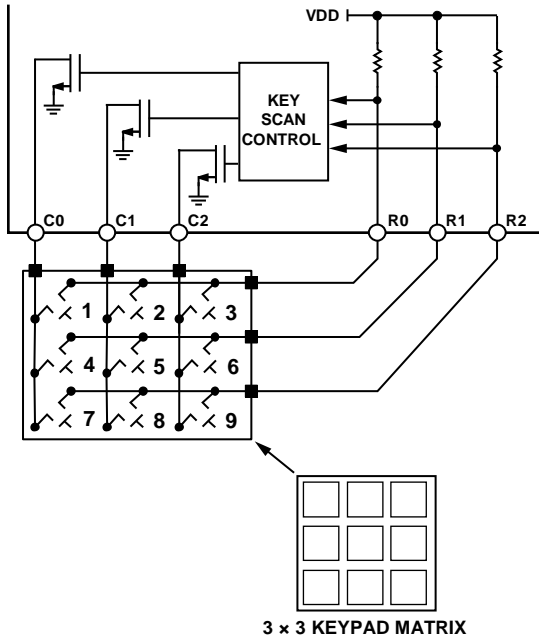 VDD
KEY
SCAN
CONTROL
C0 C1 C2 R0 R1 R2
1 2 3
4 5 6
7 8 9
3 × 3 KEYPAD MATRIX